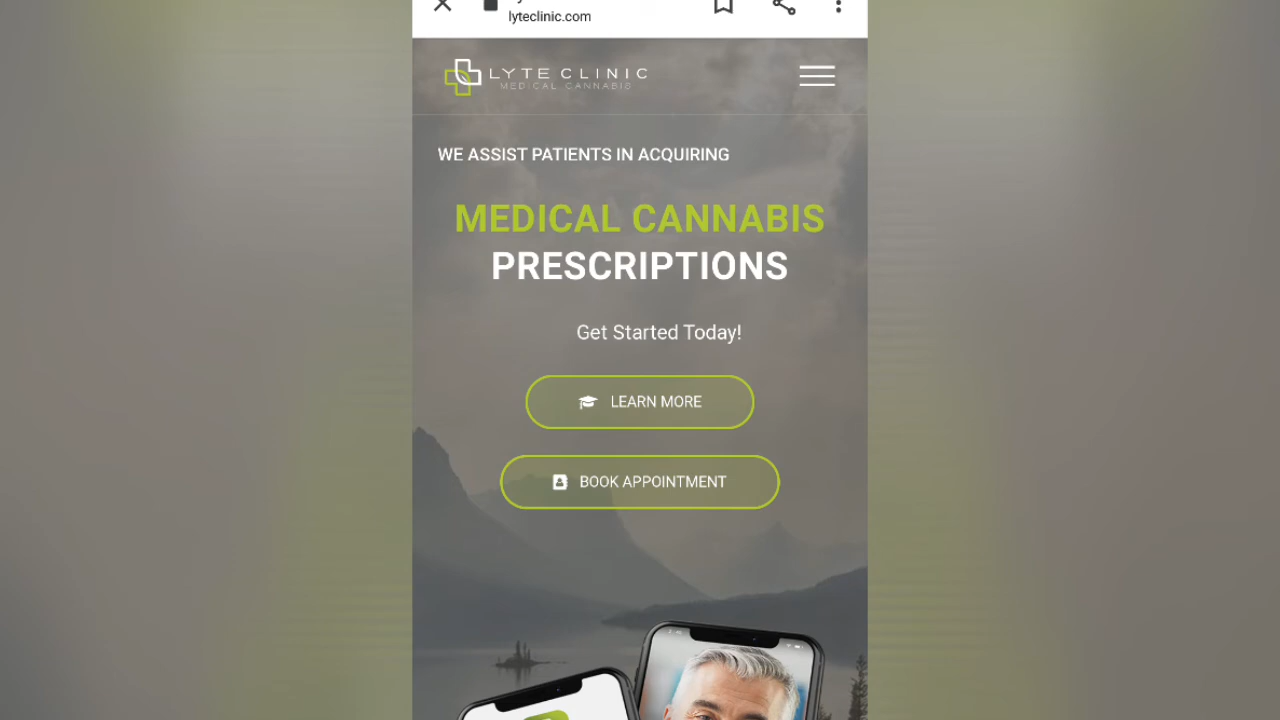 lyteclinic.com
LYTE CLINIC
MEDICAL CANNABIS
WE ASSIST PATIENTS IN ACQUIRING
MEDICAL CANNABIS
PRESCRIPTIONS
Get Started Today!
LEARN MORE
BOOK APPOINTMENT